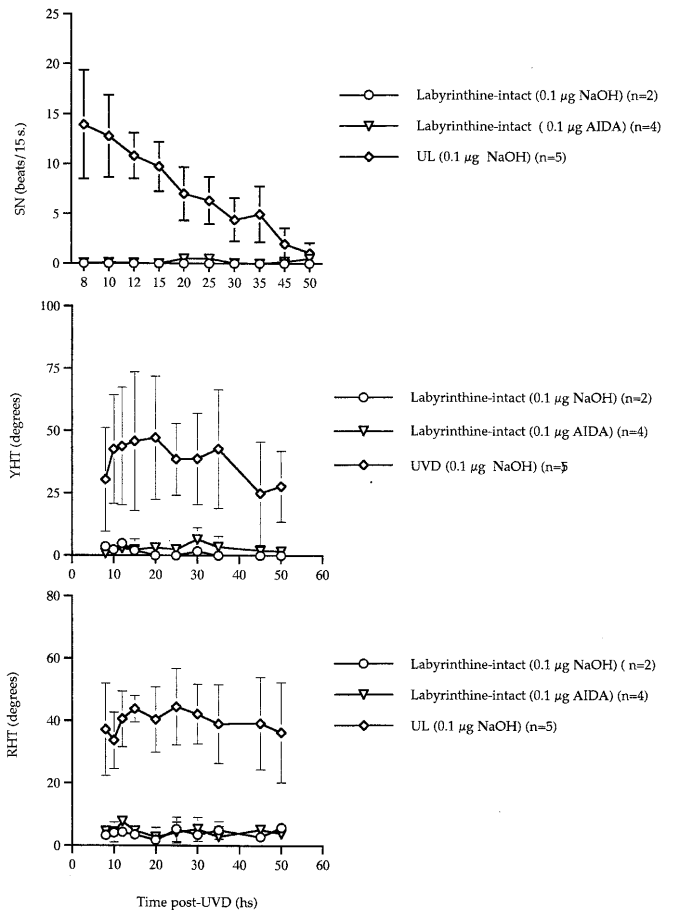 25
20
15
10
5
0
SN (beats/15 s.)
8 10 12 15 20 25 30 35 45 50
Labyrinthine-intact (0.1 µg NaOH) (n=2)
Labyrinthine-intact ( 0.1 µg AIDA) (n=4)
UL (0.1 µg NaOH) (n=5)
100
75
50
25
0
YHT (degrees)
0 10 20 30 40 50 60
Labyrinthine-intact (0.1 µg NaOH) (n=2)
Labyrinthine-intact (0.1 µg AIDA) (n=4)
UVD (0.1 µg NaOH) (n=5
80
60
40
20
0
RHT (degrees)
0 10 20 30 40 50 60
Labyrinthine-intact (0.1 µg NaOH) ( n=2)
Labyrinthine-intact (0.1 µg AIDA) (n=4)
UL (0.1 µg NaOH) (n=5)
Time post-UVD (hs)